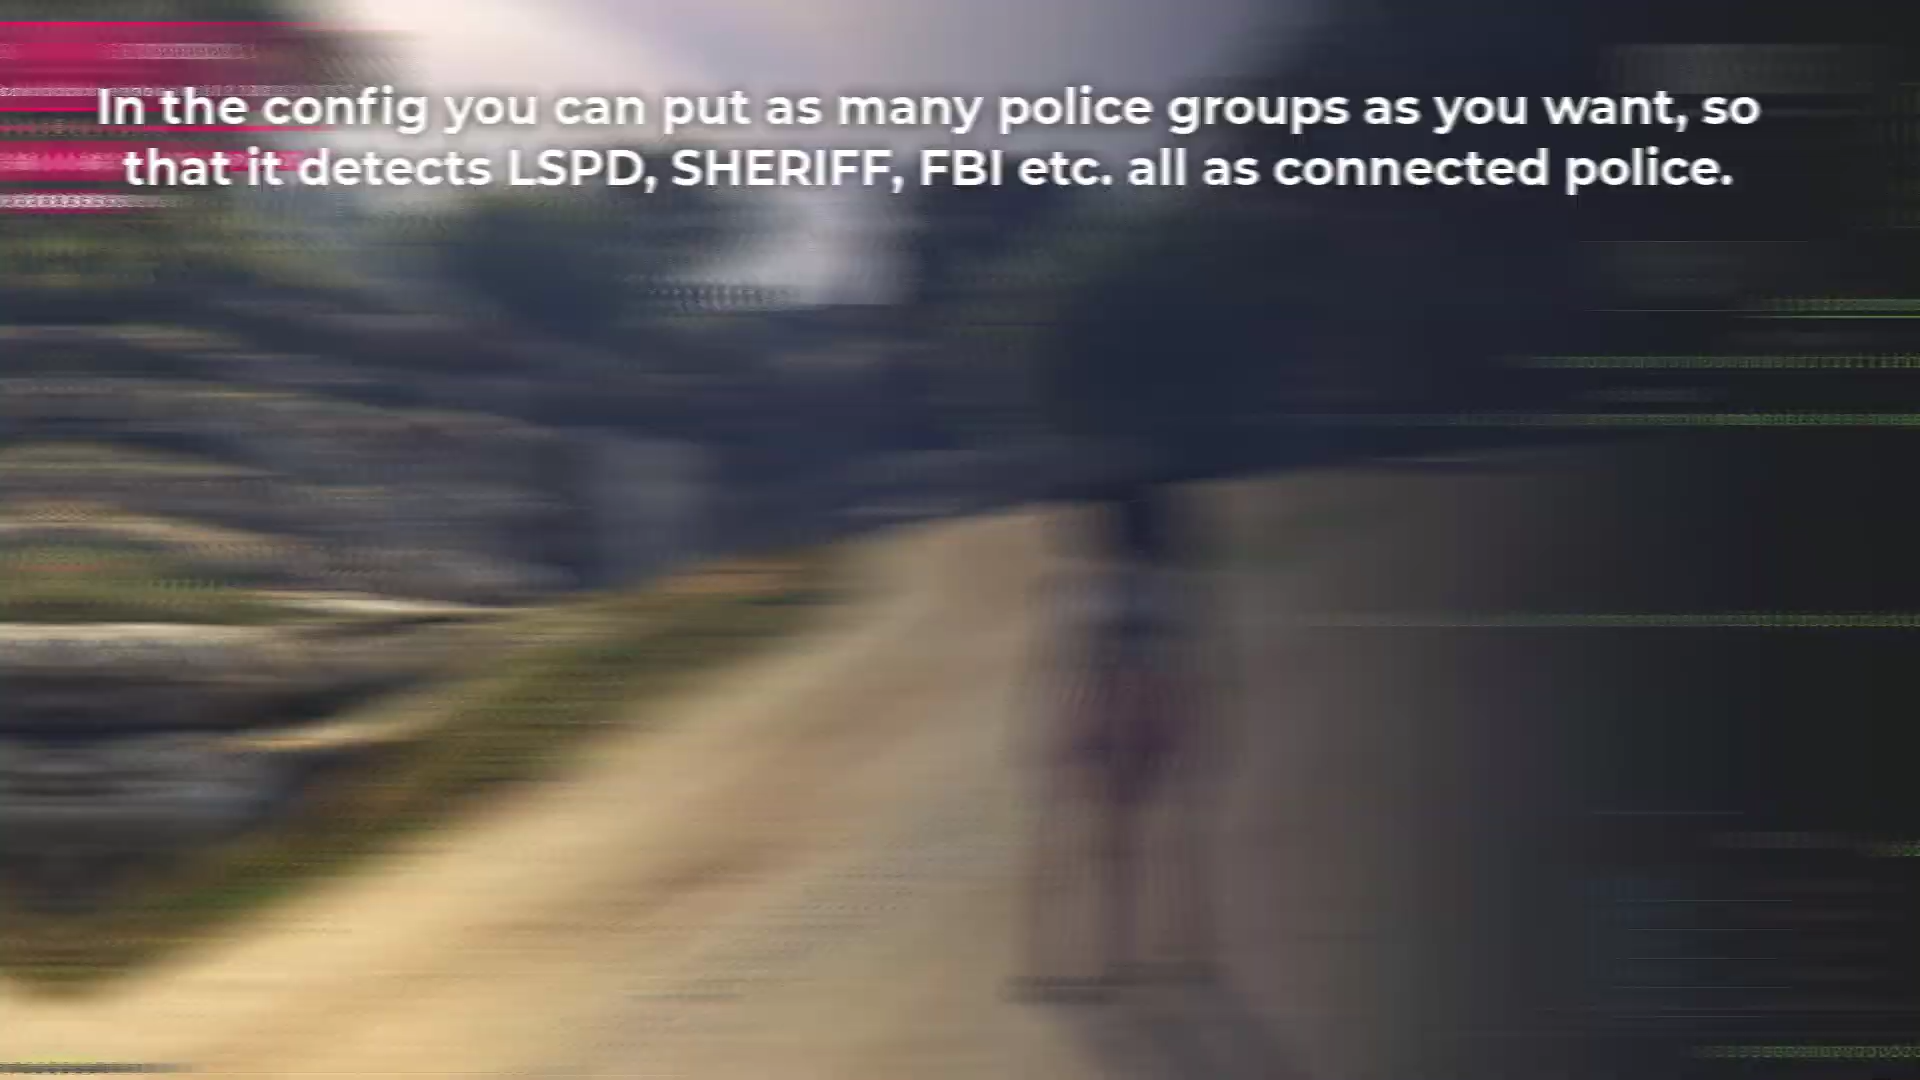 In the config you can put as many police groups as you want, so
that it detects LSPD, SHERIFF, FBI etc. all as connected police.